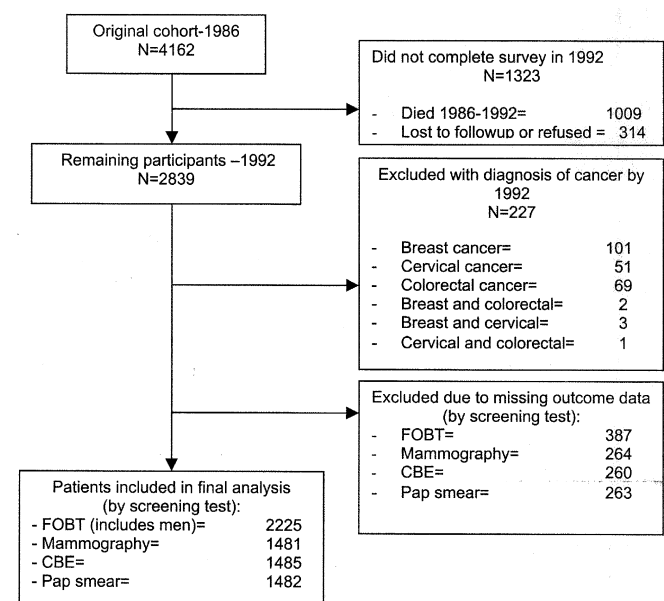 Original cohort-1986
N=4162
Did not complete survey in 1992
N=1323
- Died 1986-1992= 1009
- Lost to followup or refused = 314
Remaining participants –1992
N=2839
Excluded with diagnosis of cancer by
1992
N=227
- Breast cancer= 101
- Cervical cancer= 51
- Colorectal cancer= 69
- Breast and colorectal= 2
- Breast and cervical= 3
- Cervical and colorectal= 1
Excluded due to missing outcome data
(by screening test):
- FOBT= 387
- Mammography= 264
- CBE= 260
- Pap smear= 263
Patients included in final analysis
(by screening test):
- FOBT (includes men)= 2225
- Mammography= 1481
- CBE= 1485
- Pap smear= 1482